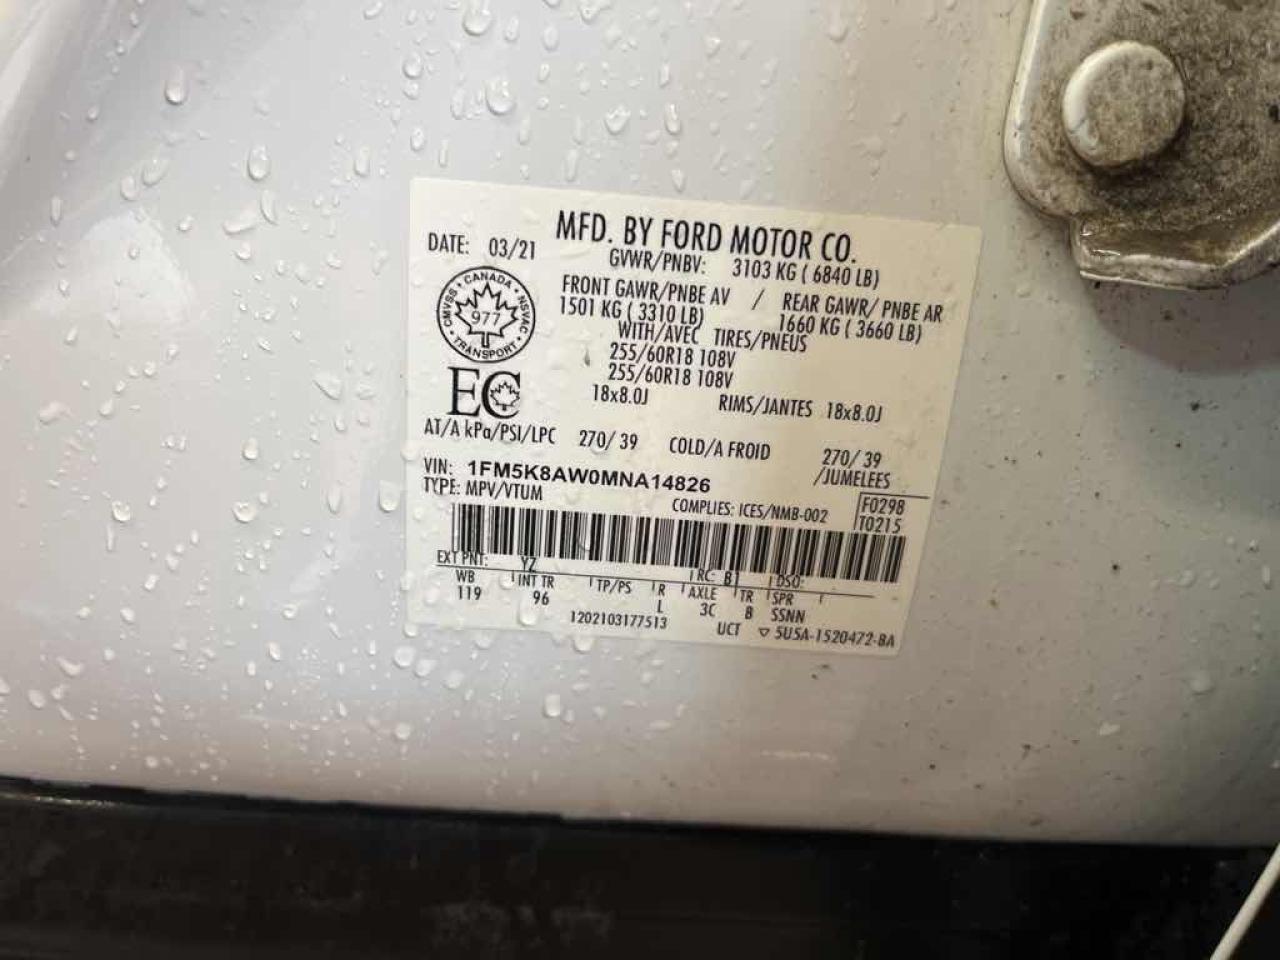 MFD. BY FORD MOTOR CO.
DATE: 03/21
GVWR/PNBV: 3103 KG ( 6840 LB)
FRONT GAWR/PNBE AV / REAR GAWR/ PNBE AR
1501 KG ( 3310 LB) 1660 KG ( 3660 LB)
WITH/AVEC TIRES/PNEUS
255/60R18 108V
255/60R18 108V
18x8.0J RIMS/JANTES 18x8.0J
CMVSS • CANADA • NSVAC • TRANSPORT •
977
EC
AT/A kPa/PSI/LPC 270/ 39 COLD/A FROID 270/ 39
/JUMELEES
VIN: 1FM5K8AW0MNA14826
TYPE: MPV/VTUM
COMPLIES: ICES/NMB-002
F0298
T0215
EXT PNT: YZ RC: B1 DSO:
WB INT TR TP/PS R AXLE TR SPR
119 96 L 3C B SSNN
1202103177513 UCT ▽ 5U5A-1520472-BA